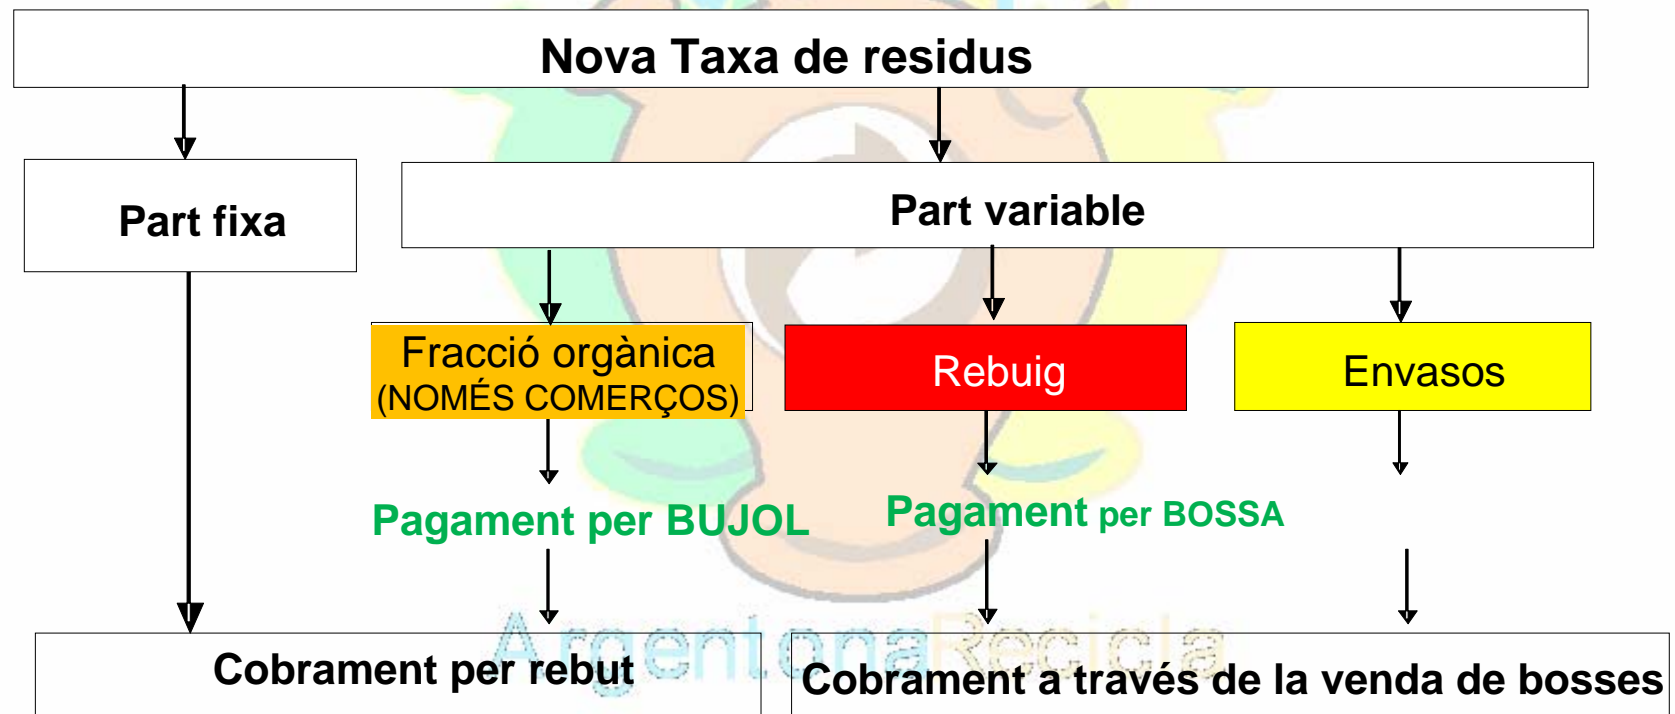 Nova Taxa de residus
Part fixa
Part variable
Fracció orgànica
(NOMÉS COMERÇOS)
Rebuig
Envasos
Pagament per BUJOL
Pagament per BOSSA
ArgentonaRecicla
Cobrament per rebut
Cobrament a través de la venda de bosses